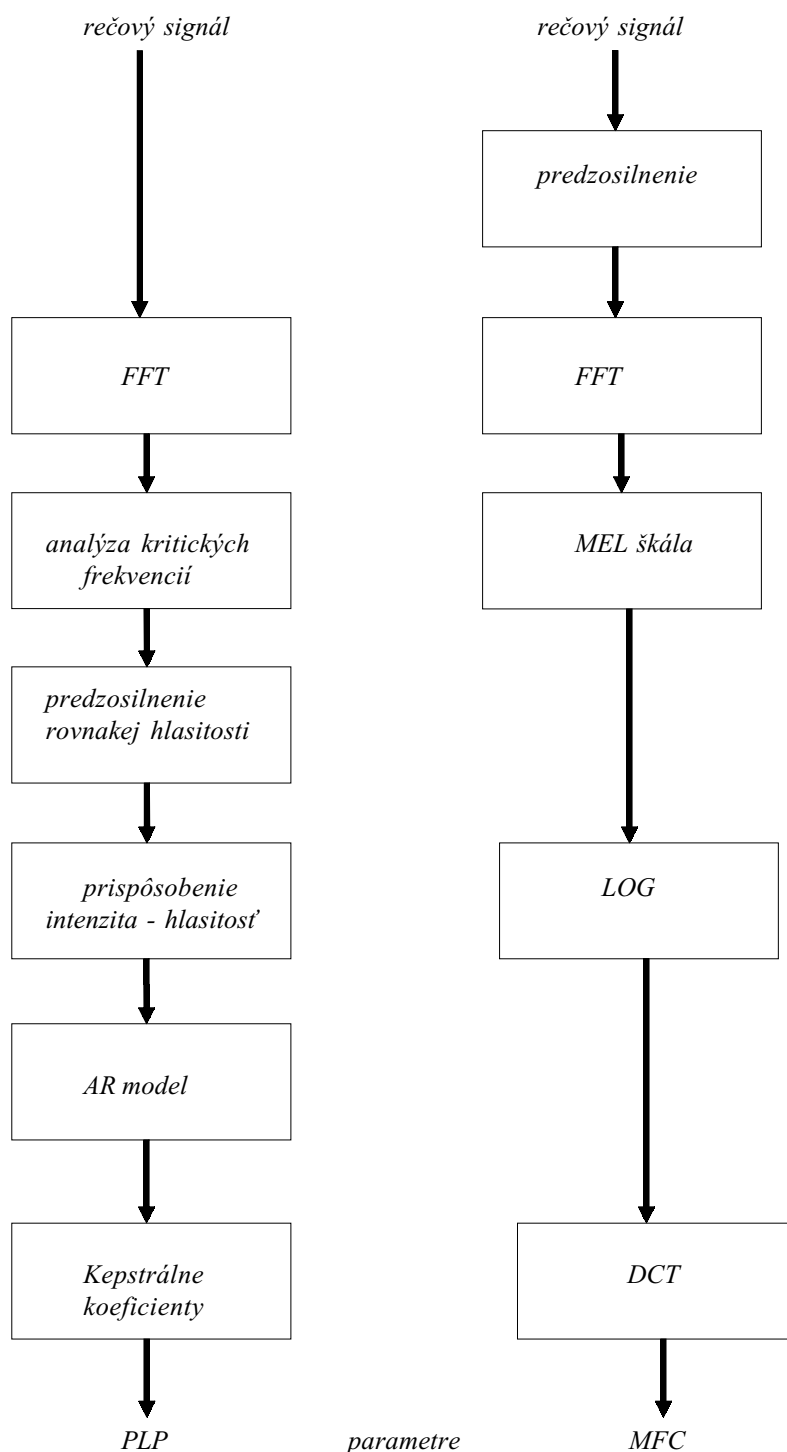 rečový signál
rečový signál
predzosilnenie
FFT
FFT
analýza kritických
frekvencií
MEL škála
predzosilnenie
rovnakej hlasitosti
prispôsobenie
intenzita - hlasitosť
LOG
AR model
Kepstrálne
koeficienty
DCT
PLP
parametre
MFC